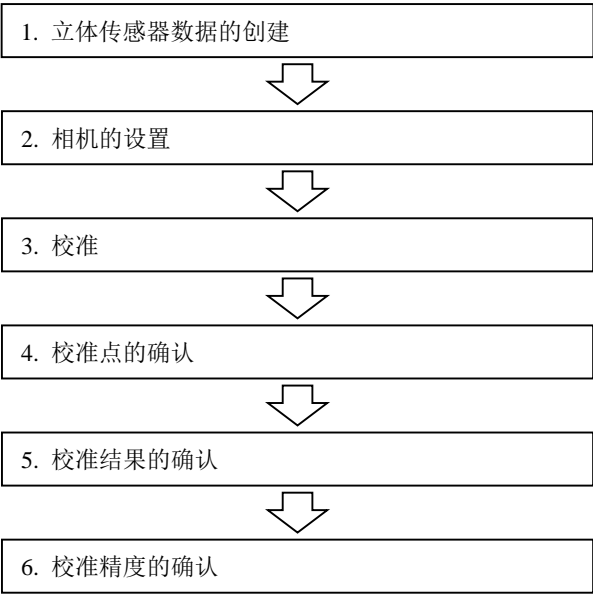 1. 立体传感器数据的创建
2. 相机的设置
3. 校准
4. 校准点的确认
5. 校准结果的确认
6. 校准精度的确认